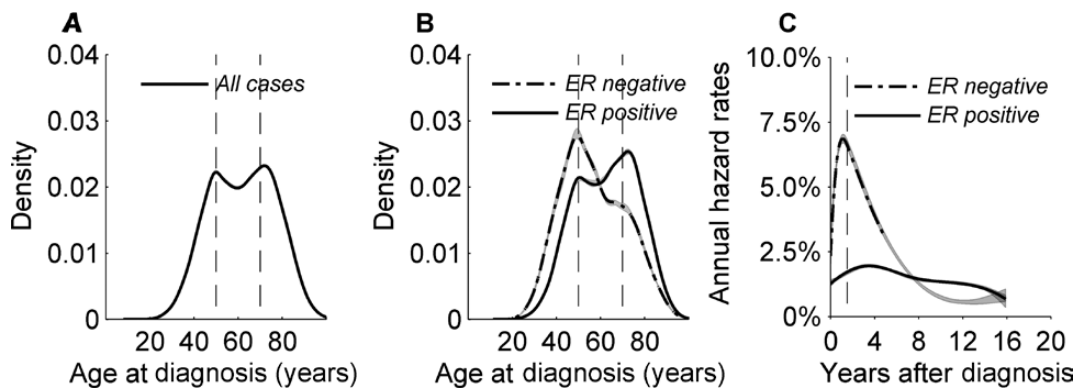 A
0.04
0.03
0.02
0.01
0
Density
All cases
20 40 60 80
Age at diagnosis (years)
B
0.04
0.03
0.02
0.01
0
Density
ER negative
ER positive
20 40 60 80
Age at diagnosis (years)
C
10.0%
7.5%
5.0%
2.5%
0%
Annual hazard rates
ER negative
ER positive
0 4 8 12 16 20
Years after diagnosis